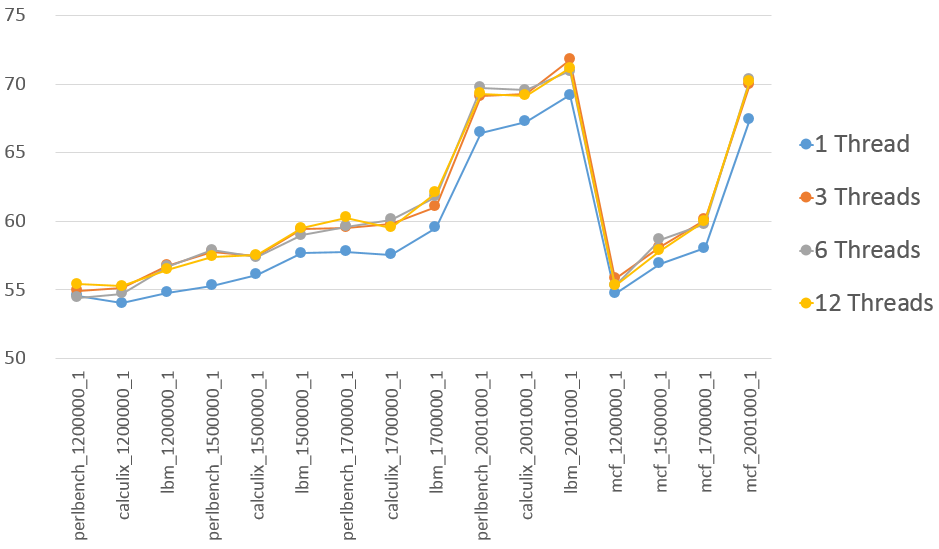 75
70
65
60
55
50
perlbench_1200000_1
calculix_1200000_1
lbm_1200000_1
perlbench_1500000_1
calculix_1500000_1
lbm_1500000_1
perlbench_1700000_1
calculix_1700000_1
lbm_1700000_1
perlbench_2001000_1
calculix_2001000_1
lbm_2001000_1
mcf_1200000_1
mcf_1500000_1
mcf_1700000_1
mcf_2001000_1
1 Thread
3 Threads
6 Threads
12 Threads